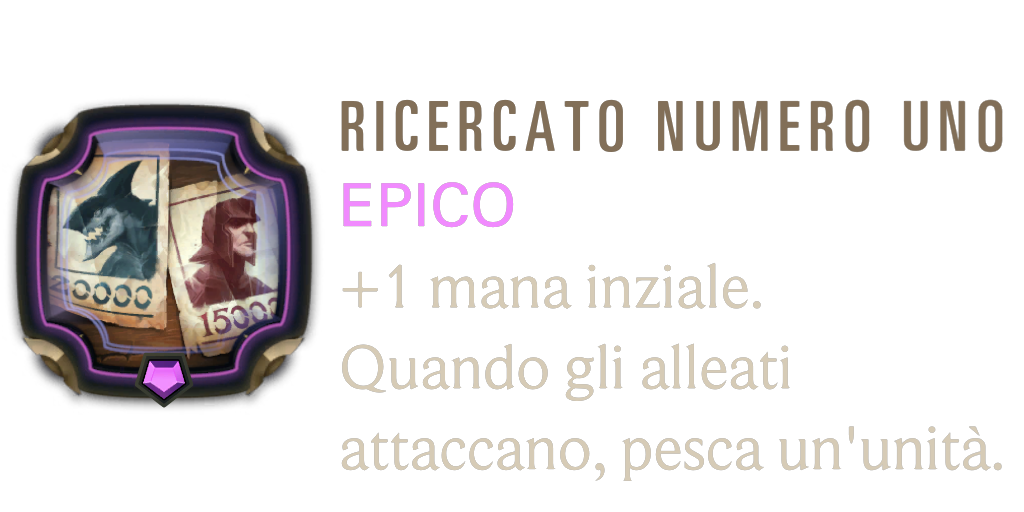 RICERCATO NUMERO UNO
EPICO
+1 mana inziale.
Quando gli alleati
attaccano, pesca un'unità.